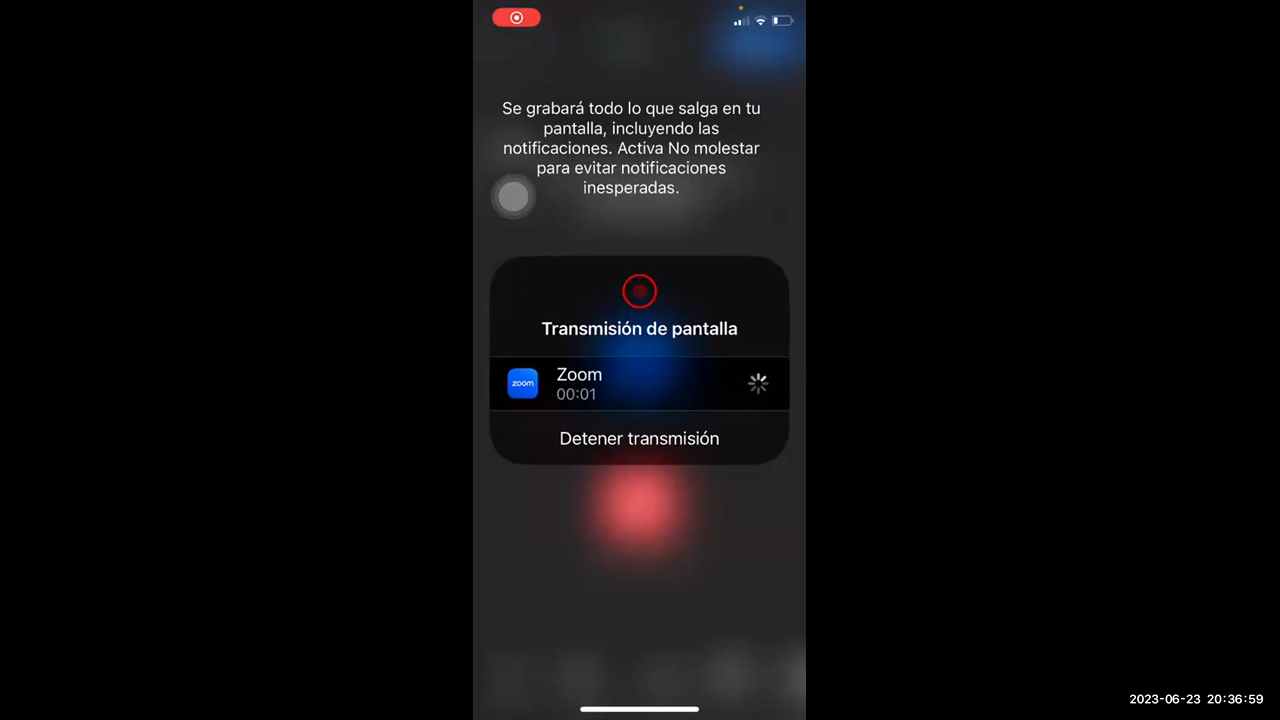 Se grabará todo lo que salga en tu
pantalla, incluyendo las
notificaciones. Activa No molestar
para evitar notificaciones
inesperadas.
Transmisión de pantalla
zoom
Zoom
00:01
Detener transmisión
2023-06-23 20:36:59